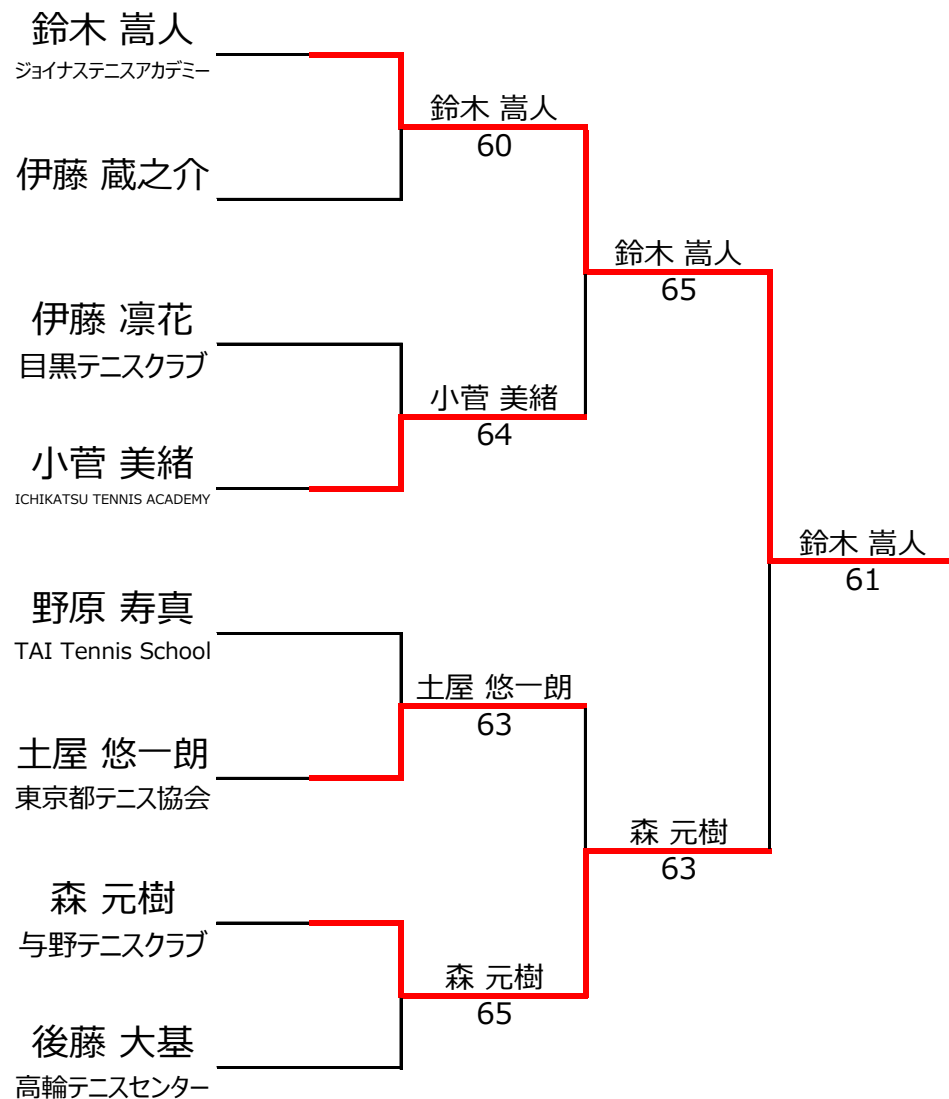 鈴木 嵩人
ジョイナステニスアカデミー
伊藤 蔵之介
伊藤 凛花
目黒テニスクラブ
小菅 美緒
ICHIKATSU TENNIS ACADEMY
野原 寿真
TAI Tennis School
土屋 悠一朗
東京都テニス協会
森 元樹
与野テニスクラブ
後藤 大基
高輪テニスセンター
鈴木 嵩人
60
小菅 美緒
64
土屋 悠一朗
63
森 元樹
65
鈴木 嵩人
65
森 元樹
63
鈴木 嵩人
61